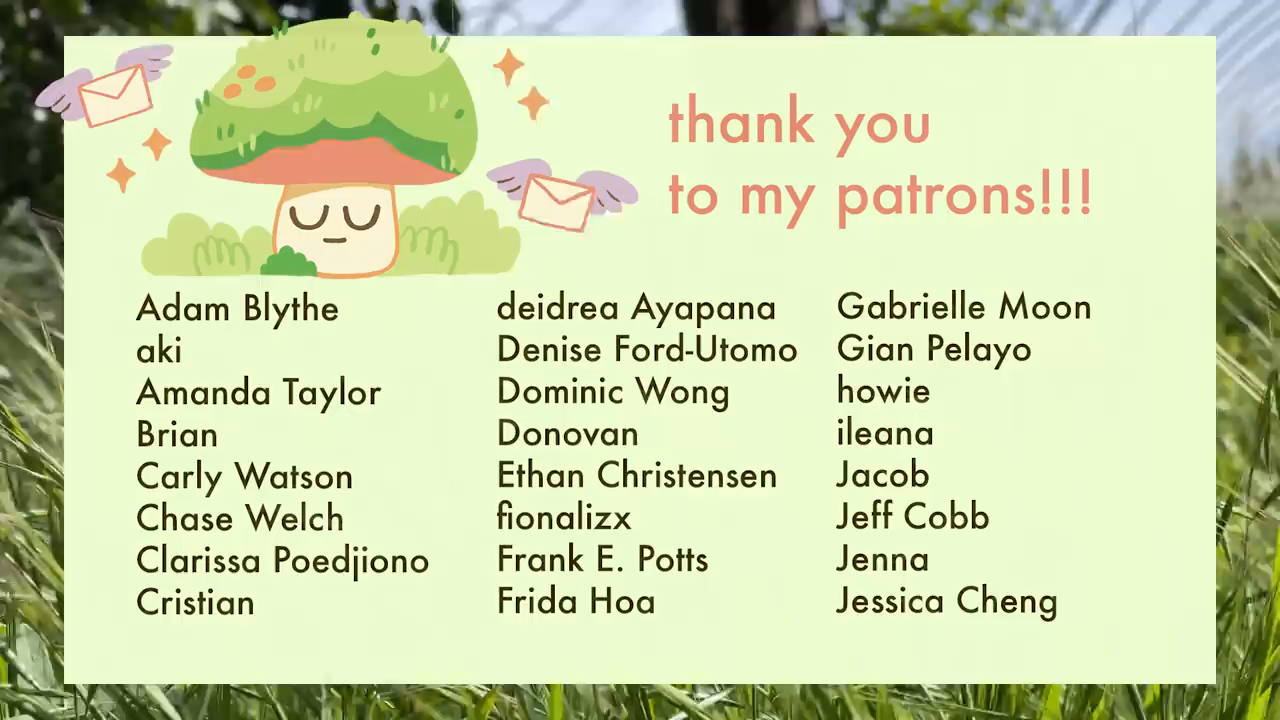 thank you
to my patrons!!!
Adam Blythe
aki
Amanda Taylor
Brian
Carly Watson
Chase Welch
Clarissa Poedjiono
Cristian
deidrea Ayapana
Denise Ford-Utomo
Dominic Wong
Donovan
Ethan Christensen
fionalizx
Frank E. Potts
Frida Hoa
Gabrielle Moon
Gian Pelayo
howie
ileana
Jacob
Jeff Cobb
Jenna
Jessica Cheng